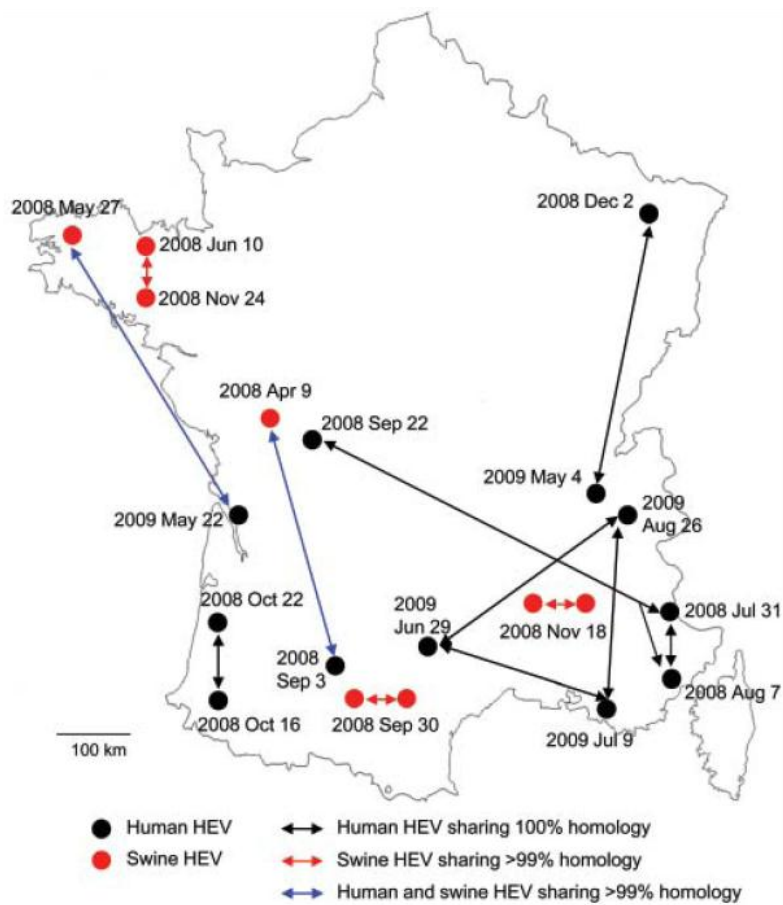 2008 May 27
2008 Dec 2
2008 Jun 10
2008 Nov 24
2008 Apr 9
2008 Sep 22
2009 May 4
2009
Aug 26
2009 May 22
2008 Oct 22
2009
Jun 29
2008 Nov 18
2008 Jul 31
2008
Sep 3
2008 Aug 7
2008 Oct 16
2008 Sep 30
2009 Jul 9
100 km
Human HEV
Human HEV sharing 100% homology
Swine HEV
Swine HEV sharing >99% homology
Human and swine HEV sharing >99% homology